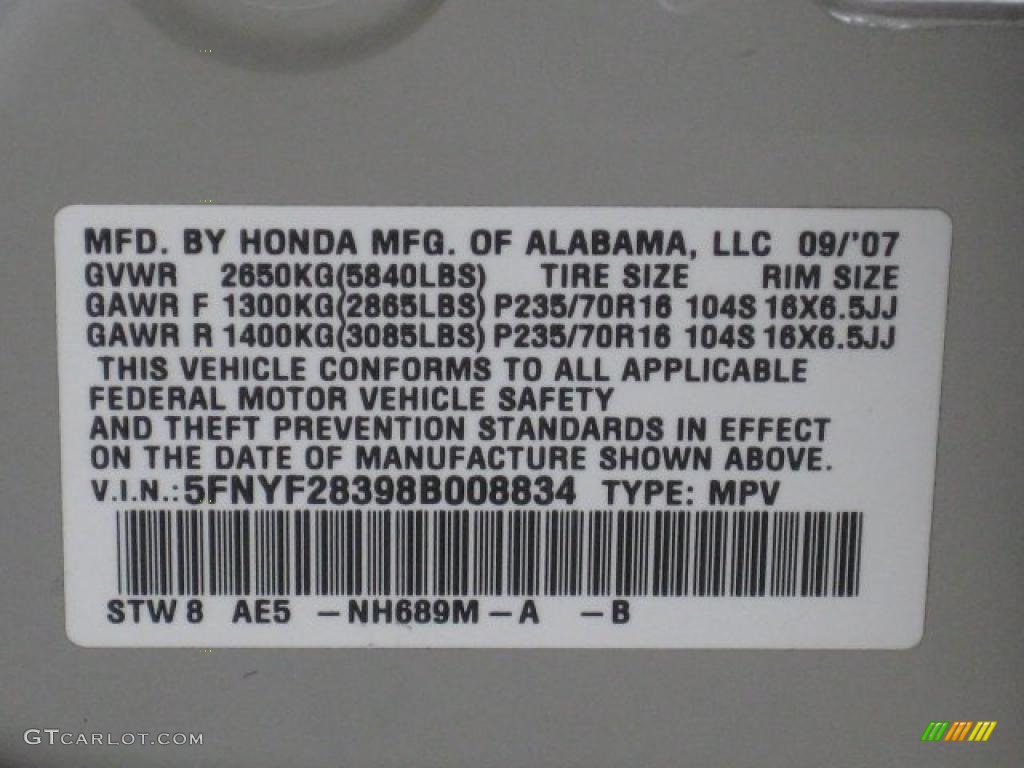 MFD. BY HONDA MFG. OF ALABAMA, LLC 09/'07
GVWR 2650KG(5840LBS) TIRE SIZE RIM SIZE
GAWR F 1300KG(2865LBS) P235/70R16 104S 16X6.5JJ
GAWR R 1400KG(3085LBS) P235/70R16 104S 16X6.5JJ
THIS VEHICLE CONFORMS TO ALL APPLICABLE
FEDERAL MOTOR VEHICLE SAFETY
AND THEFT PREVENTION STANDARDS IN EFFECT
ON THE DATE OF MANUFACTURE SHOWN ABOVE.
V.I.N.: 5FNYF28398B008834 TYPE: MPV
STW 8 AE5 – NH689M – A – B
GTCARLOT.COM